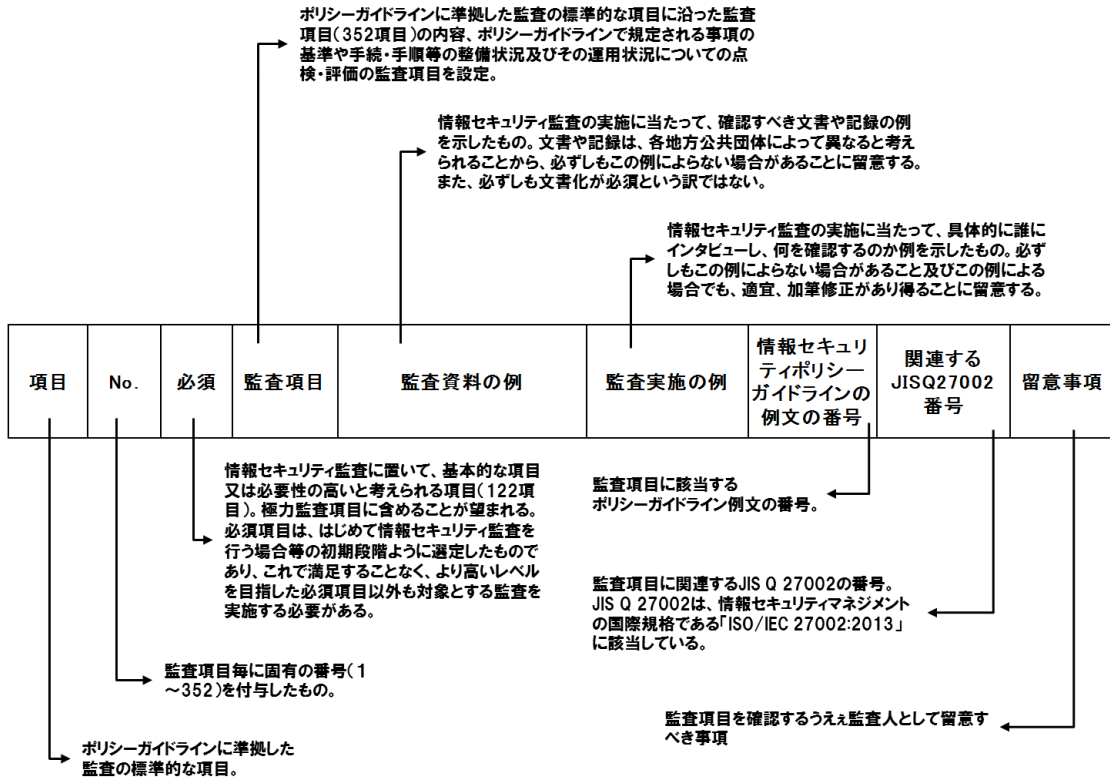 ポリシーガイドラインに準拠した監査の標準的な項目に沿った監査
項目(352項目)の内容、ポリシーガイドラインで規定される事項の
基準や手続・手順等の整備状況及びその運用状況についての点
検・評価の監査項目を設定。
情報セキュリティ監査の実施に当たって、確認すべき文書や記録の例
を示したもの。文書や記録は、各地方公共団体によって異なると考え
られることから、必ずしもこの例によらない場合があることに留意する。
また、必ずしも文書化が必須という訳ではない。
情報セキュリティ監査の実施に当たって、具体的に誰に
インタビューし、何を確認するのか例を示したもの。必ず
しもこの例によらない場合があること及びこの例による
場合でも、適宜、加筆修正があり得ることに留意する。
項目
No.
必須
監査項目
監査資料の例
監査実施の例
情報セキュリ
ティポリシー
ガイドラインの
例文の番号
関連する
JISQ27002
番号
留意事項
情報セキュリティ監査に置いて、基本的な項目
又は必要性の高いと考えられる項目(122項
目)。極力監査項目に含めることが望まれる。
必須項目は、はじめて情報セキュリティ監査を
行う場合等の初期段階ように選定したもので
あり、これで満足することなく、より高いレベル
を目指した必須項目以外も対象とする監査を
実施する必要がある。
監査項目に該当する
ポリシーガイドライン例文の番号。
監査項目に関連するJIS Q 27002の番号。
JIS Q 27002は、情報セキュリティマネジメント
の国際規格である「ISO/IEC 27002:2013」
に該当している。
監査項目毎に固有の番号(1
～352)を付与したもの。
監査項目を確認するうえぇ監査人として留意す
べき事項
ポリシーガイドラインに準拠した
監査の標準的な項目。